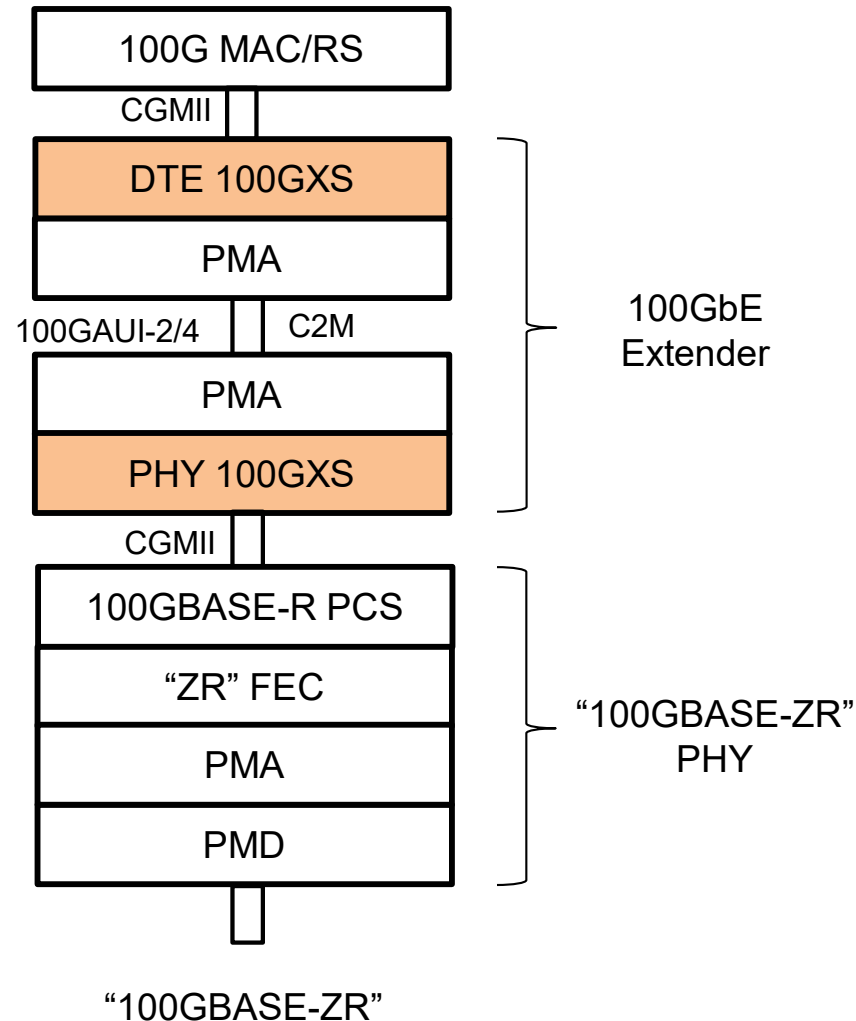 100G MAC/RS
CGMII
DTE 100GXS
PMA
100GAUI-2/4 C2M
PMA
PHY 100GXS
100GbE
Extender
CGMII
100GBASE-R PCS
“ZR” FEC
PMA
PMD
“100GBASE-ZR”
PHY
“100GBASE-ZR”